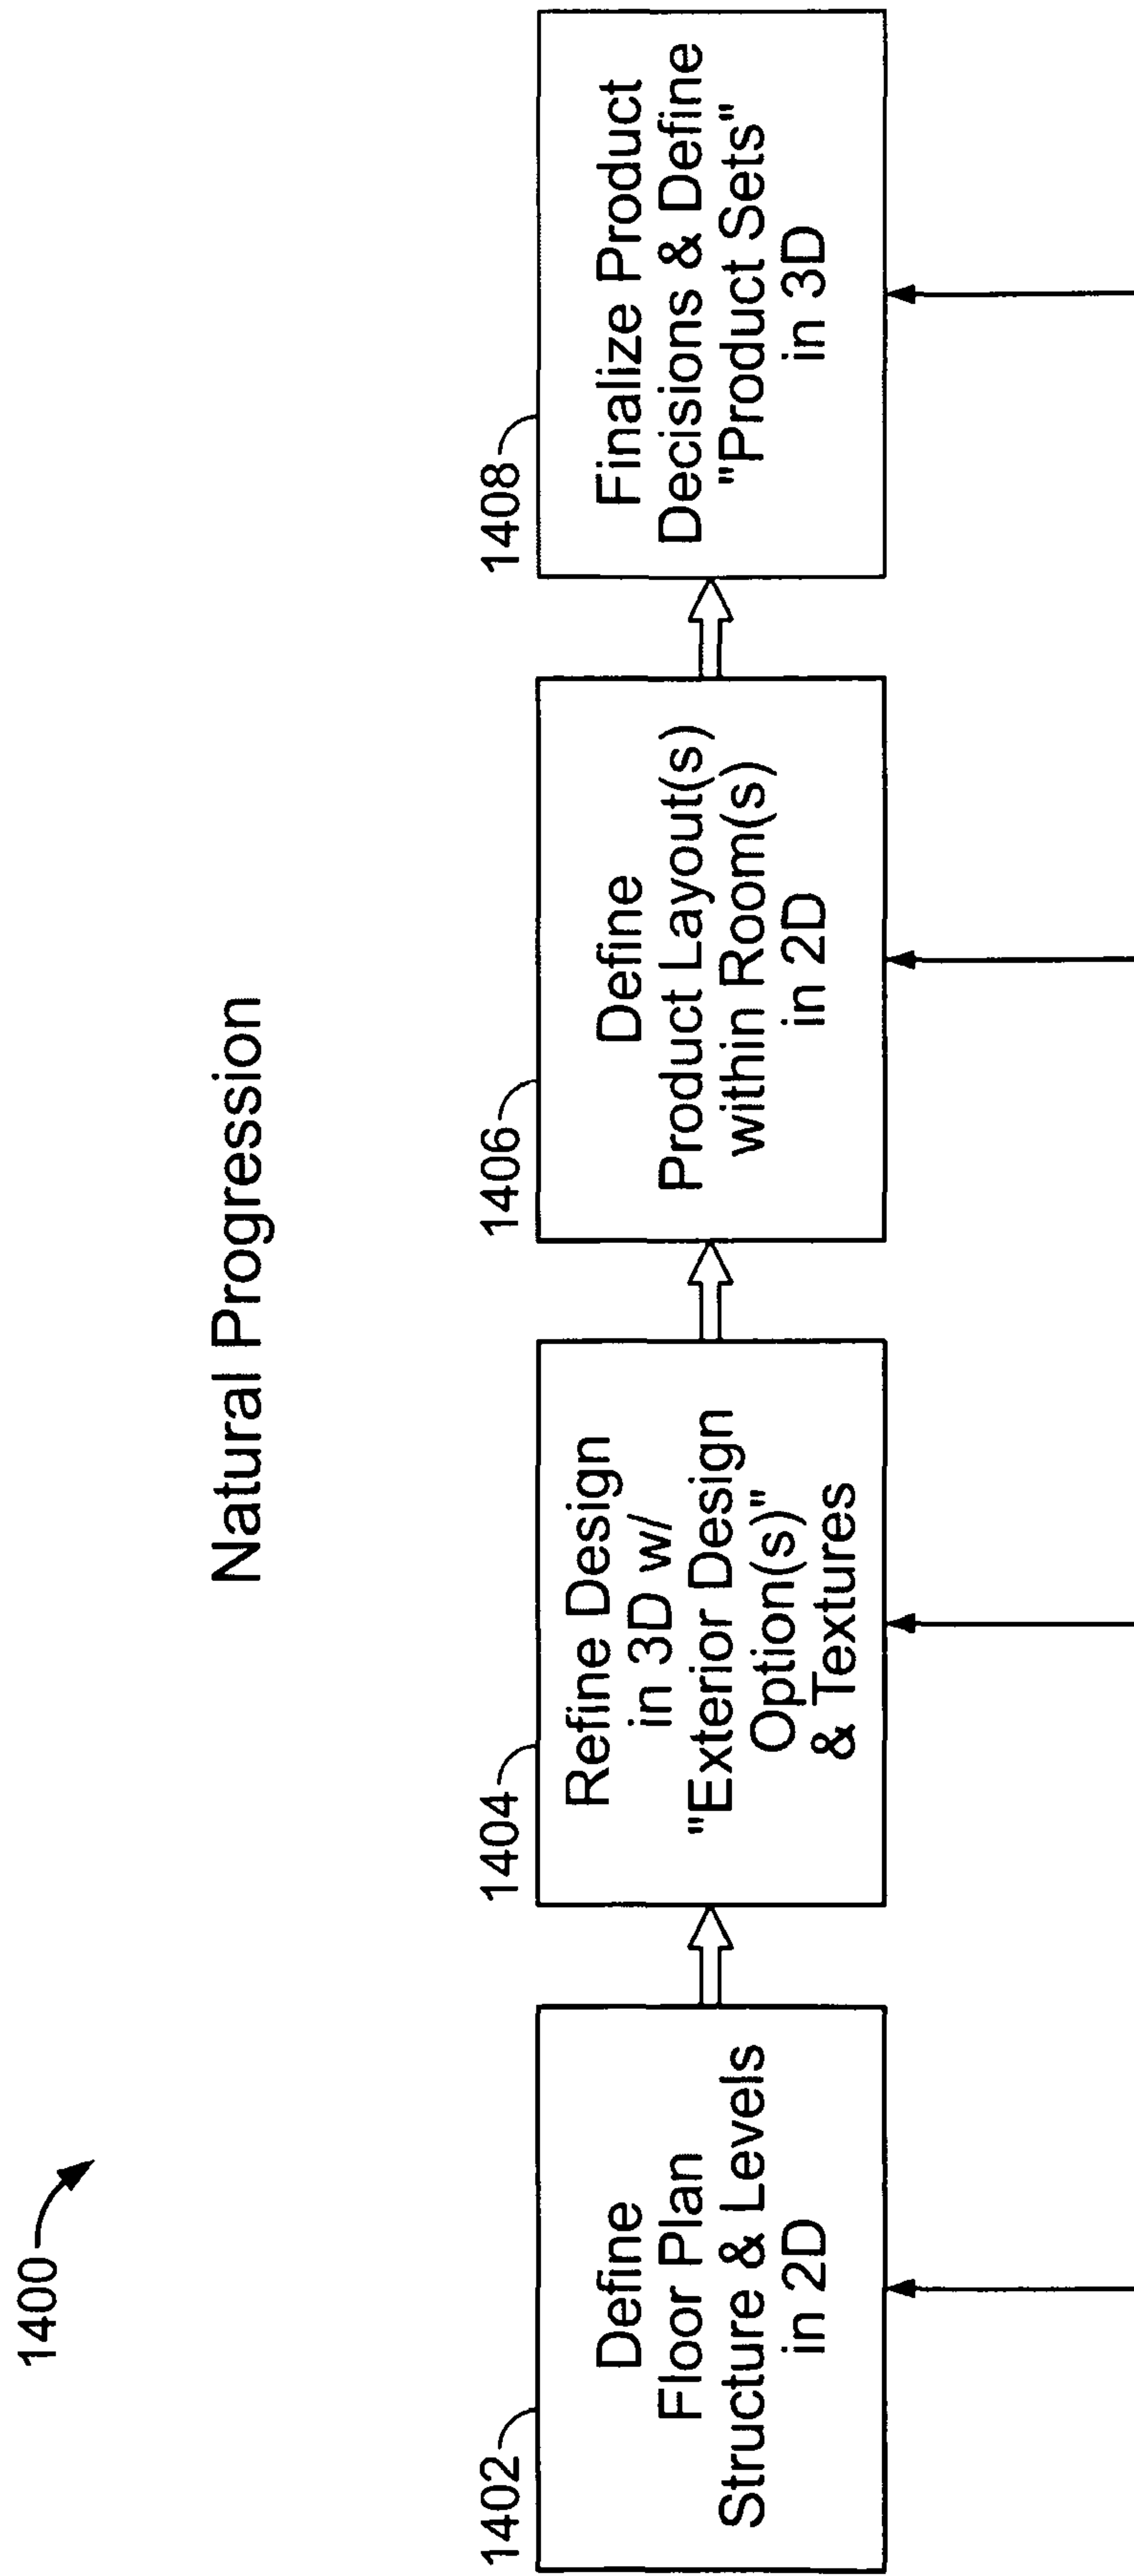 1400
Natural Progression
1402
Define
Floor Plan
Structure & Levels
in 2D
1404
Refine Design
in 3D w/
"Exterior Design
Option(s)"
& Textures
1406
Define
Product Layout(s)
within Room(s)
in 2D
1408
Finalize Product
Decisions & Define
"Product Sets"
in 3D